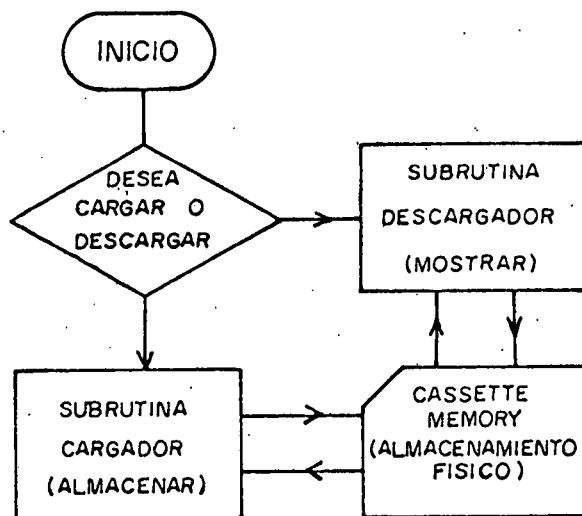 INICIO
DESEA
CARGAR O
DESCARGAR
SUBRUTINA
DESCARGADOR
(MOSTRAR)
SUBRUTINA
CARGADOR
(ALMACENAR)
CASSETTE
MEMORY
(ALMACENAMIENTO
FISICO)